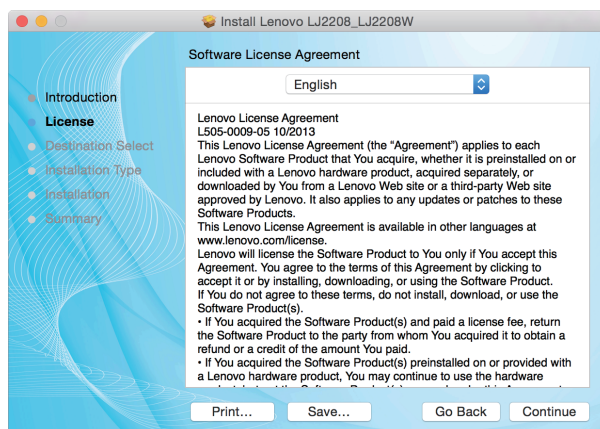 Install Lenovo LJ2208_LJ2208W
Software License Agreement
English
Introduction
License
Destination Select
Installation Type
Installation
Summary
Lenovo License Agreement
L505-0009-05 10/2013
This Lenovo License Agreement (the “Agreement”) applies to each
Lenovo Software Product that You acquire, whether it is preinstalled on or
included with a Lenovo hardware product, acquired separately, or
downloaded by You from a Lenovo Web site or a third-party Web site
approved by Lenovo. It also applies to any updates or patches to these
Software Products.
This Lenovo License Agreement is available in other languages at
www.lenovo.com/license.
Lenovo will license the Software Product to You only if You accept this
Agreement. You agree to the terms of this Agreement by clicking to
accept it or by installing, downloading, or using the Software Product.
If You do not agree to these terms, do not install, download, or use the
Software Product(s).
• If You acquired the Software Product(s) and paid a license fee, return
the Software Product to the party from whom You acquired it to obtain a
refund or a credit of the amount You paid.
• If You acquired the Software Product(s) preinstalled on or provided with
a Lenovo hardware product, You may continue to use the hardware
Print...
Save...
Go Back
Continue